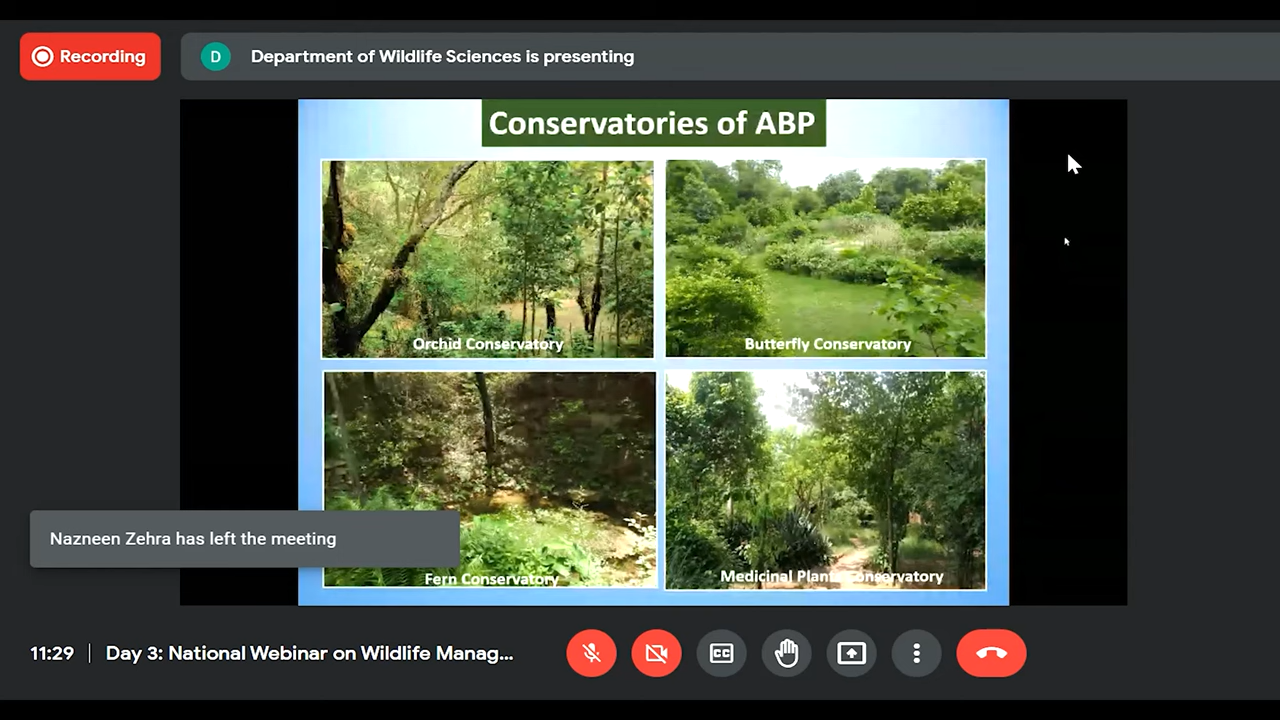 Recording
D
Department of Wildlife Sciences is presenting
Conservatories of ABP
Orchid Conservatory
Butterfly Conservatory
Fern Conservatory
Medicinal Plants Conservatory
Nazneen Zehra has left the meeting
11:29
Day 3: National Webinar on Wildlife Manag...
CC